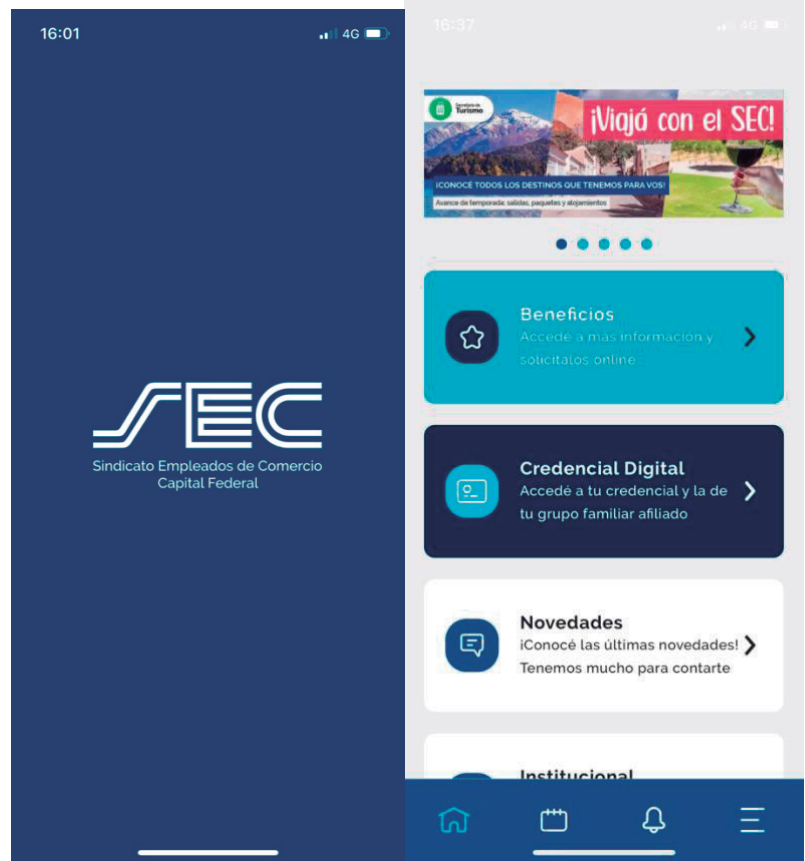 16:01
4G
SEC
Sindicato Empleados de Comercio
Capital Federal
16:37
4G
Secretaría de
Turismo
¡Viajá con el SEC!
¡CONOCÉ TODOS LOS DESTINOS QUE TENEMOS PARA VOS!
Avance de temporada: salidas, paquetes y alojamientos
Beneficios
Accedé a más información y
solicitalos online
Credencial Digital
Accedé a tu credencial y la de
tu grupo familiar afiliado
Novedades
¡Conocé las últimas novedades!
Tenemos mucho para contarte
Institucional